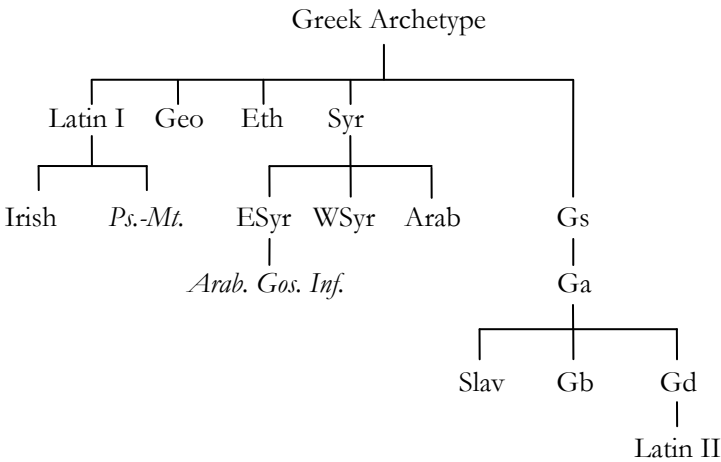 Greek Archetype
Latin I Geo Eth Syr
Irish Ps.-Mt. ESyr WSyr Arab Gs
Arab. Gos. Inf. Ga
Slav Gb Gd
Latin II